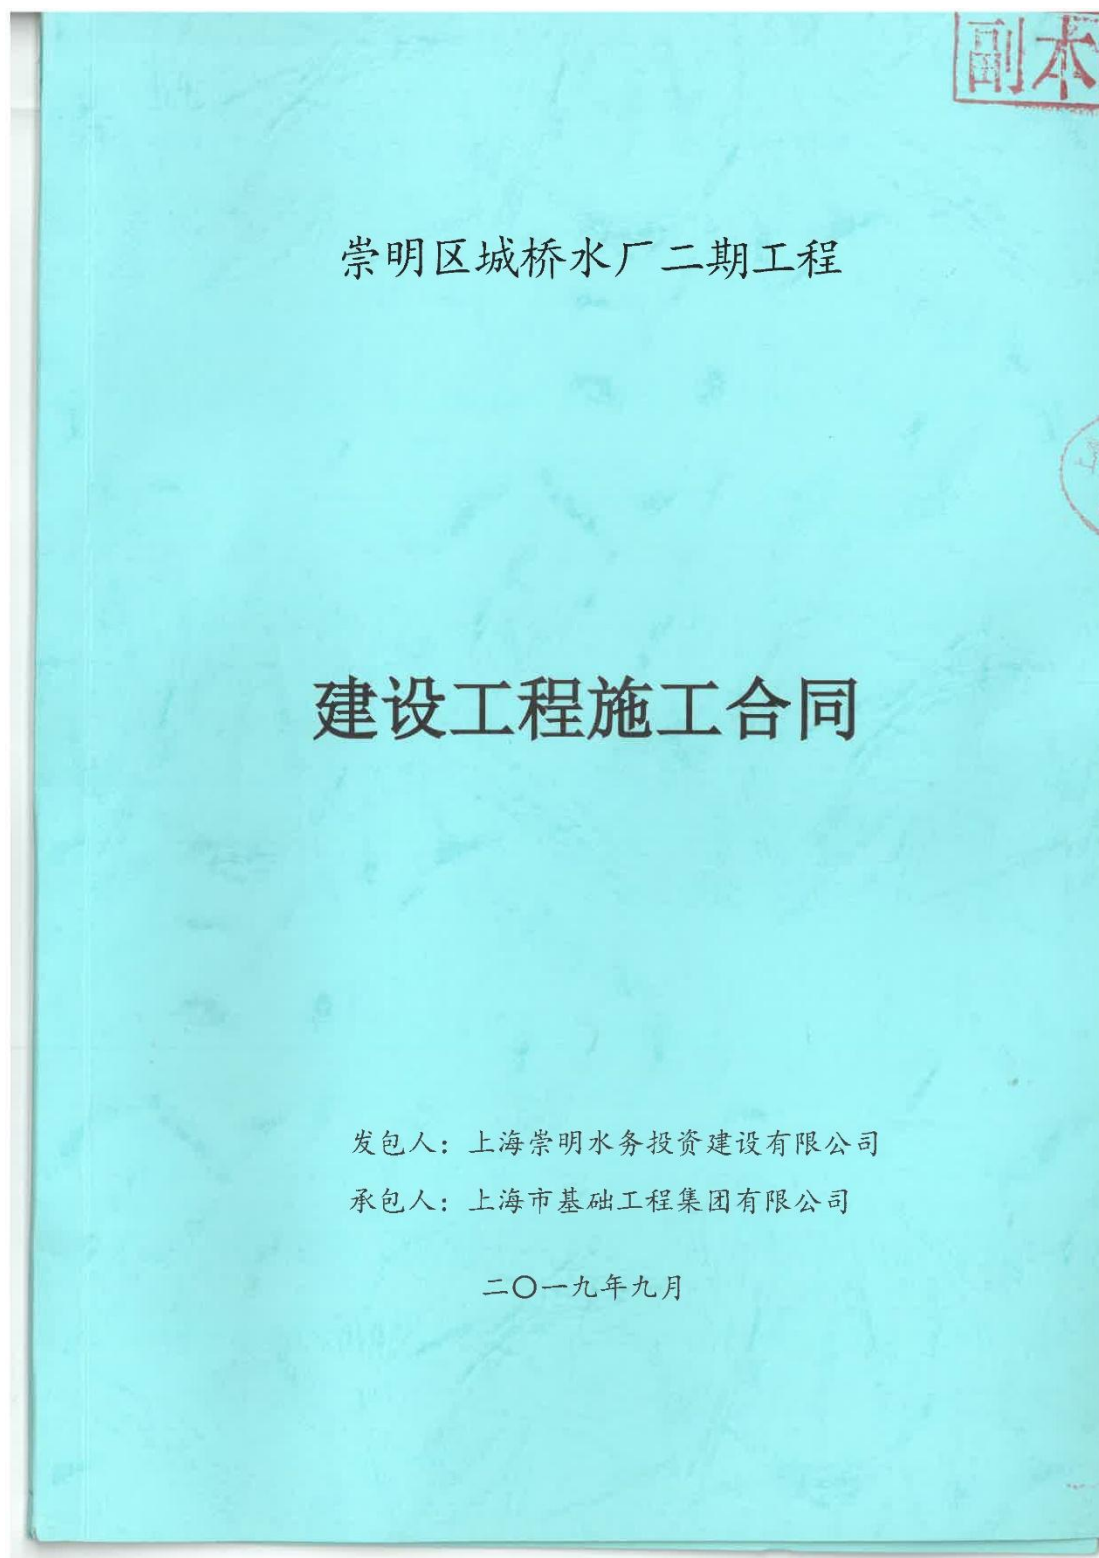 副本
崇明区城桥水厂二期工程
建设工程施工合同
发包人：上海崇明水务投资建设有限公司
承包人：上海市基础工程集团有限公司
二〇一九年九月